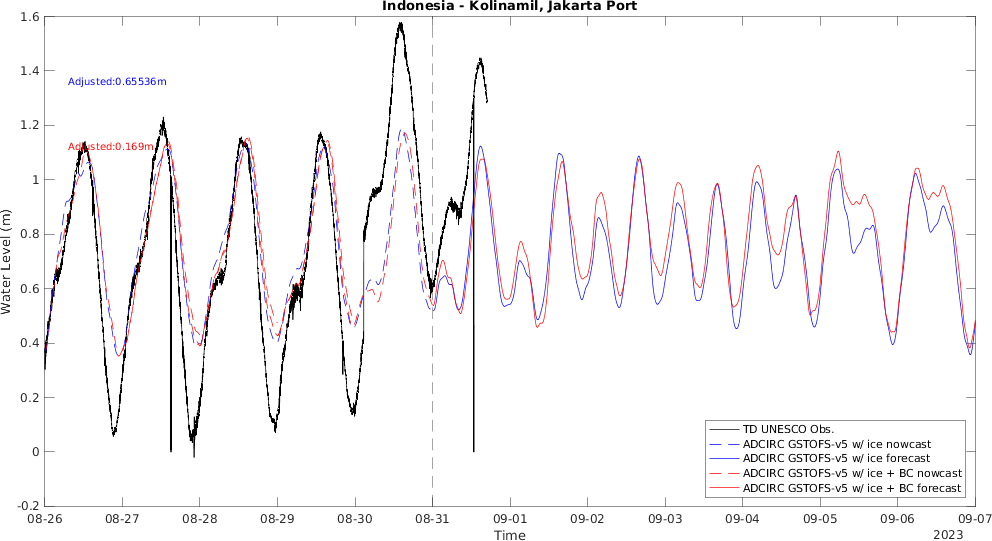 Indonesia - Kolinamil, Jakarta Port
Water Level (m)
1.6
1.4
1.2
1
0.8
0.6
0.4
0.2
0
-0.2
Adjusted:0.65536m
Adjusted:0.169m
TD UNESCO Obs.
ADCIRC GSTOFS-v5 w/ ice nowcast
ADCIRC GSTOFS-v5 w/ ice forecast
ADCIRC GSTOFS-v5 w/ ice + BC nowcast
ADCIRC GSTOFS-v5 w/ ice + BC forecast
08-26 08-27 08-28 08-29 08-30 08-31 09-01 09-02 09-03 09-04 09-05 09-06 09-07
Time
2023